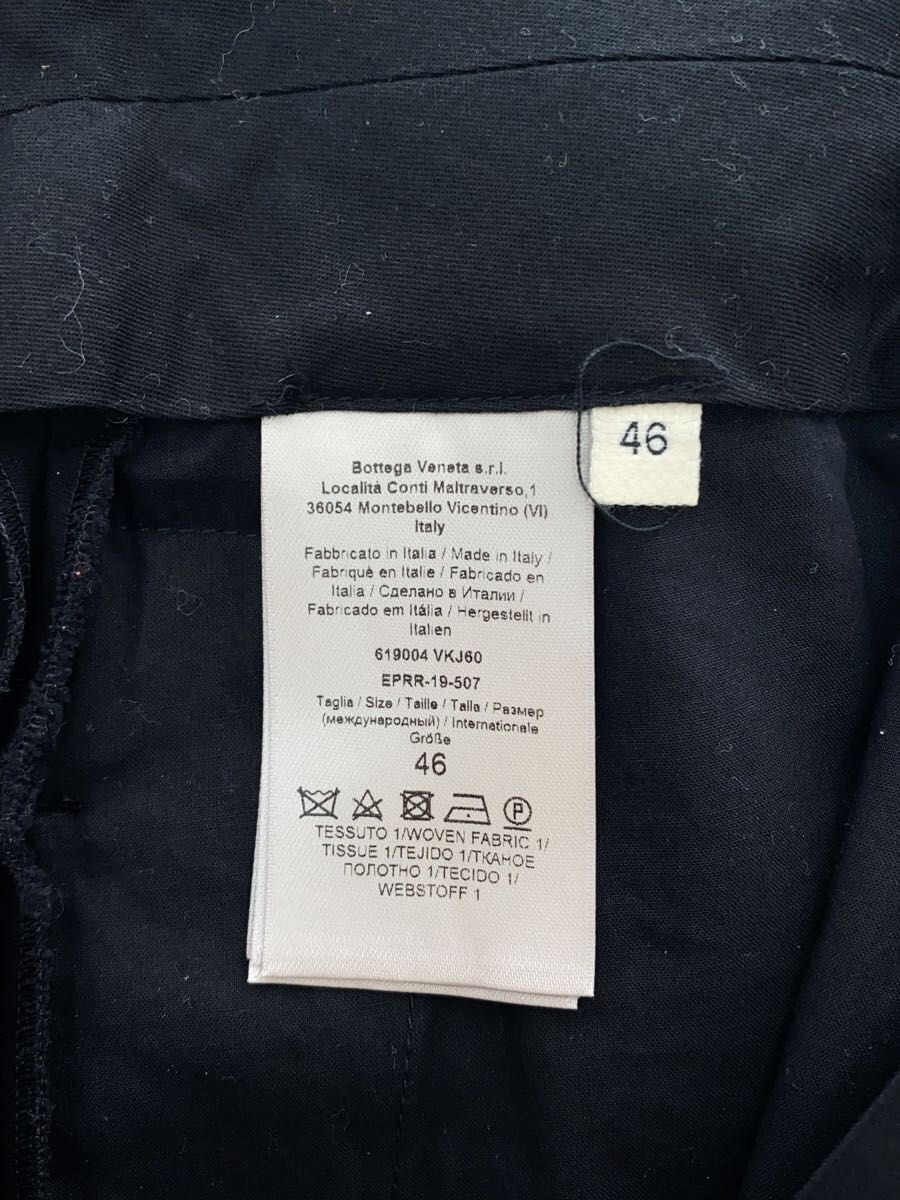 46
Bottega Veneta s.r.l.
Località Conti Maltraverso,1
36054 Montebello Vicentino (VI)
Italy
Fabbricato in Italia / Made in Italy /
Fabriqué en Italie / Fabricado en
Italia / Сделано в Италии /
Fabricado em Itália / Hergestellt in
Italien
619004 VKJ60
EPRR-19-507
Taglia / Size / Taille / Talla / Размер
(международный) / Internationale
Größe
46
P
TESSUTO 1/WOVEN FABRIC 1/
TISSUE 1/TEJIDO 1/ТКАНОЕ
ПОЛОТНО 1/TECIDO 1/
WEBSTOFF 1